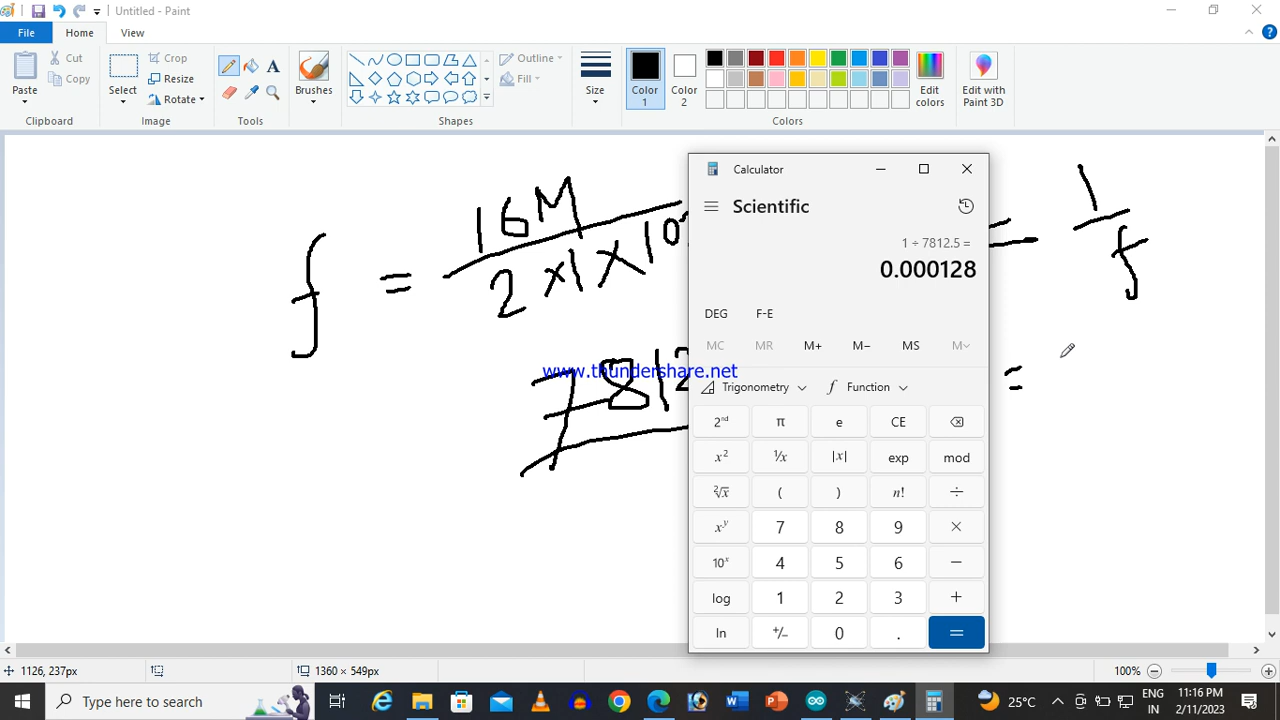 Untitled - Paint
File Home View
Paste
Cut
Copy
Clipboard
Select
Crop
Resize
Rotate
Image
A
Tools
Brushes
Shapes
Outline
Fill
Size
Color 1
Color 2
Edit colors
Edit with Paint 3D
Colors
f = 16M
2 x 1 x 10
= 1
f
7812
=
www.thundershare.net
Calculator
Scientific
1 ÷ 7812.5 =
0.000128
DEG F-E
MC MR M+ M− MS M
Trigonometry f Function
2nd π e CE
x² ¹/x |x| exp mod
²√x ( ) n! ÷
xʸ 7 8 9 ×
10ˣ 4 5 6 −
log 1 2 3 +
ln +/− 0 . =
1126, 237px
1360 × 549px
100%
Type here to search
25°C
ENG
IN
11:16 PM
2/11/2023